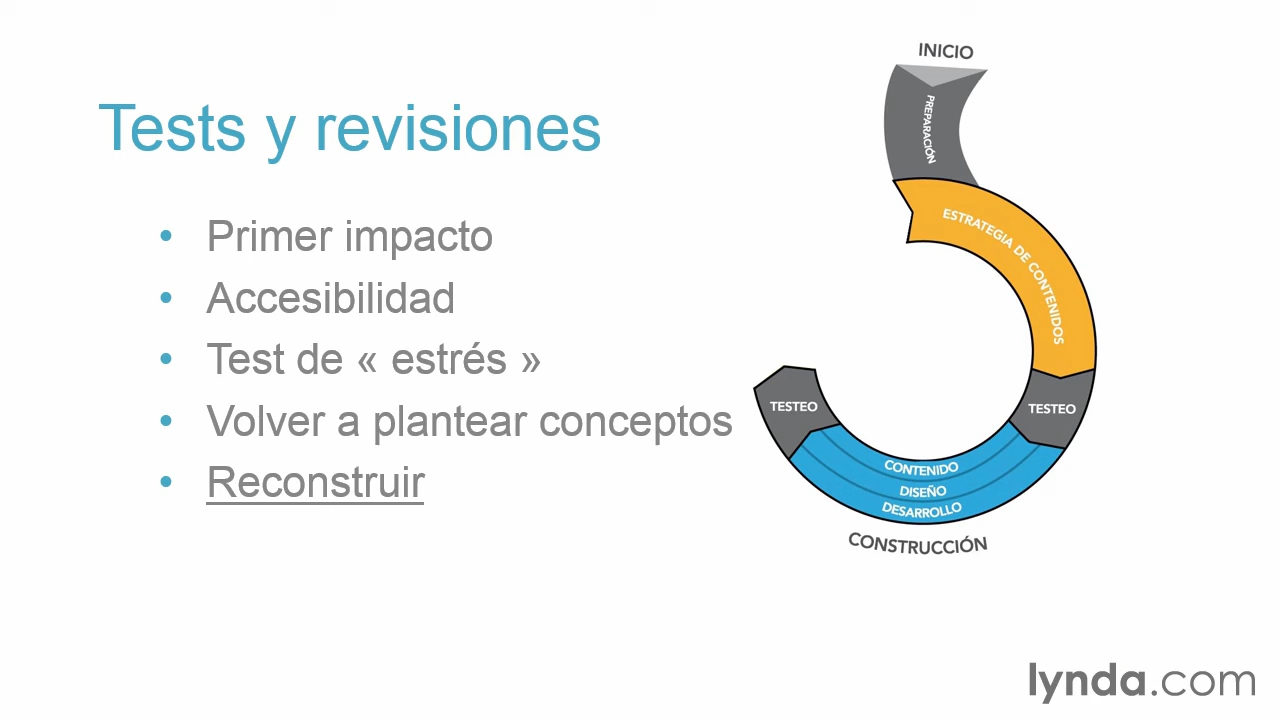 Tests y revisiones
• Primer impacto
• Accesibilidad
• Test de « estrés »
• Volver a plantear conceptos
• Reconstruir
INICIO
PREPARACIÓN
ESTRATEGIA DE CONTENIDOS
TESTEO
TESTEO
CONTENIDO
DISEÑO
DESARROLLO
CONSTRUCCIÓN
lynda.com